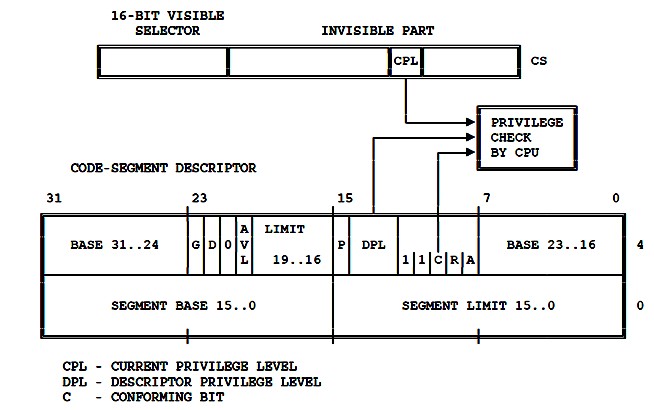 16-BIT VISIBLE
SELECTOR INVISIBLE PART
CPL CS
PRIVILEGE
CHECK
BY CPU
CODE-SEGMENT DESCRIPTOR
31 23 15 7 0
BASE 31..24 G D 0 AVL LIMIT 19..16 P DPL 1 1 C R A BASE 23..16 4
SEGMENT BASE 15..0 SEGMENT LIMIT 15..0 0
CPL - CURRENT PRIVILEGE LEVEL
DPL - DESCRIPTOR PRIVILEGE LEVEL
C - CONFORMING BIT